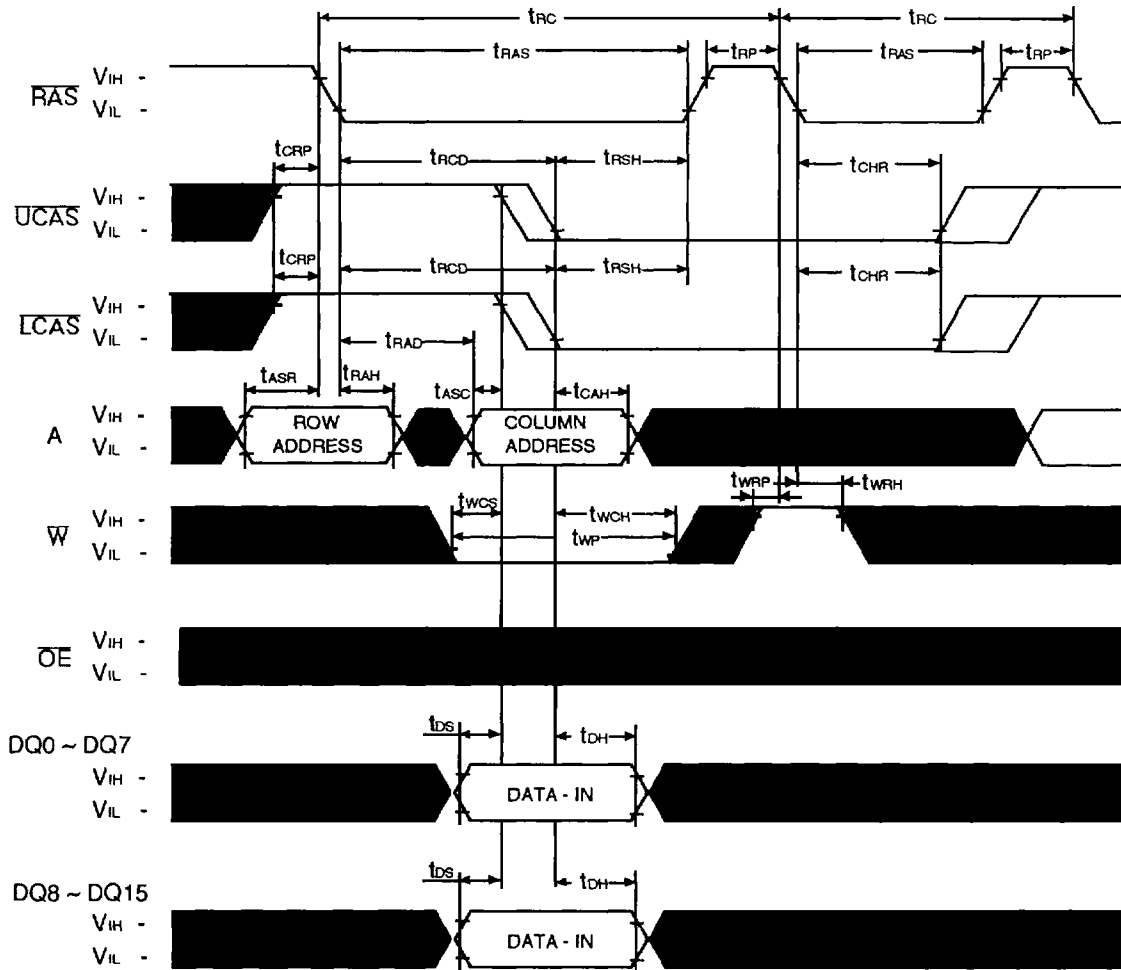 tRC tRC
tRAS tRP tRAS tRP
RAS VIH -
VIL -
tCRP tRCD tRSH tCHR
UCAS VIH -
VIL -
tCRP tRCD tRSH tCHR
LCAS VIH -
VIL -
tRAD
tASR tRAH tASC tCAH
A VIH -
VIL -
ROW ADDRESS
COLUMN ADDRESS
tWRP tWRH
tWCS tWCH
W VIH -
VIL -
tWP
OE VIH -
VIL -
tDS tDH
DQ0 ~ DQ7
VIH -
VIL -
DATA - IN
tDS tDH
DQ8 ~ DQ15
VIH -
VIL -
DATA - IN